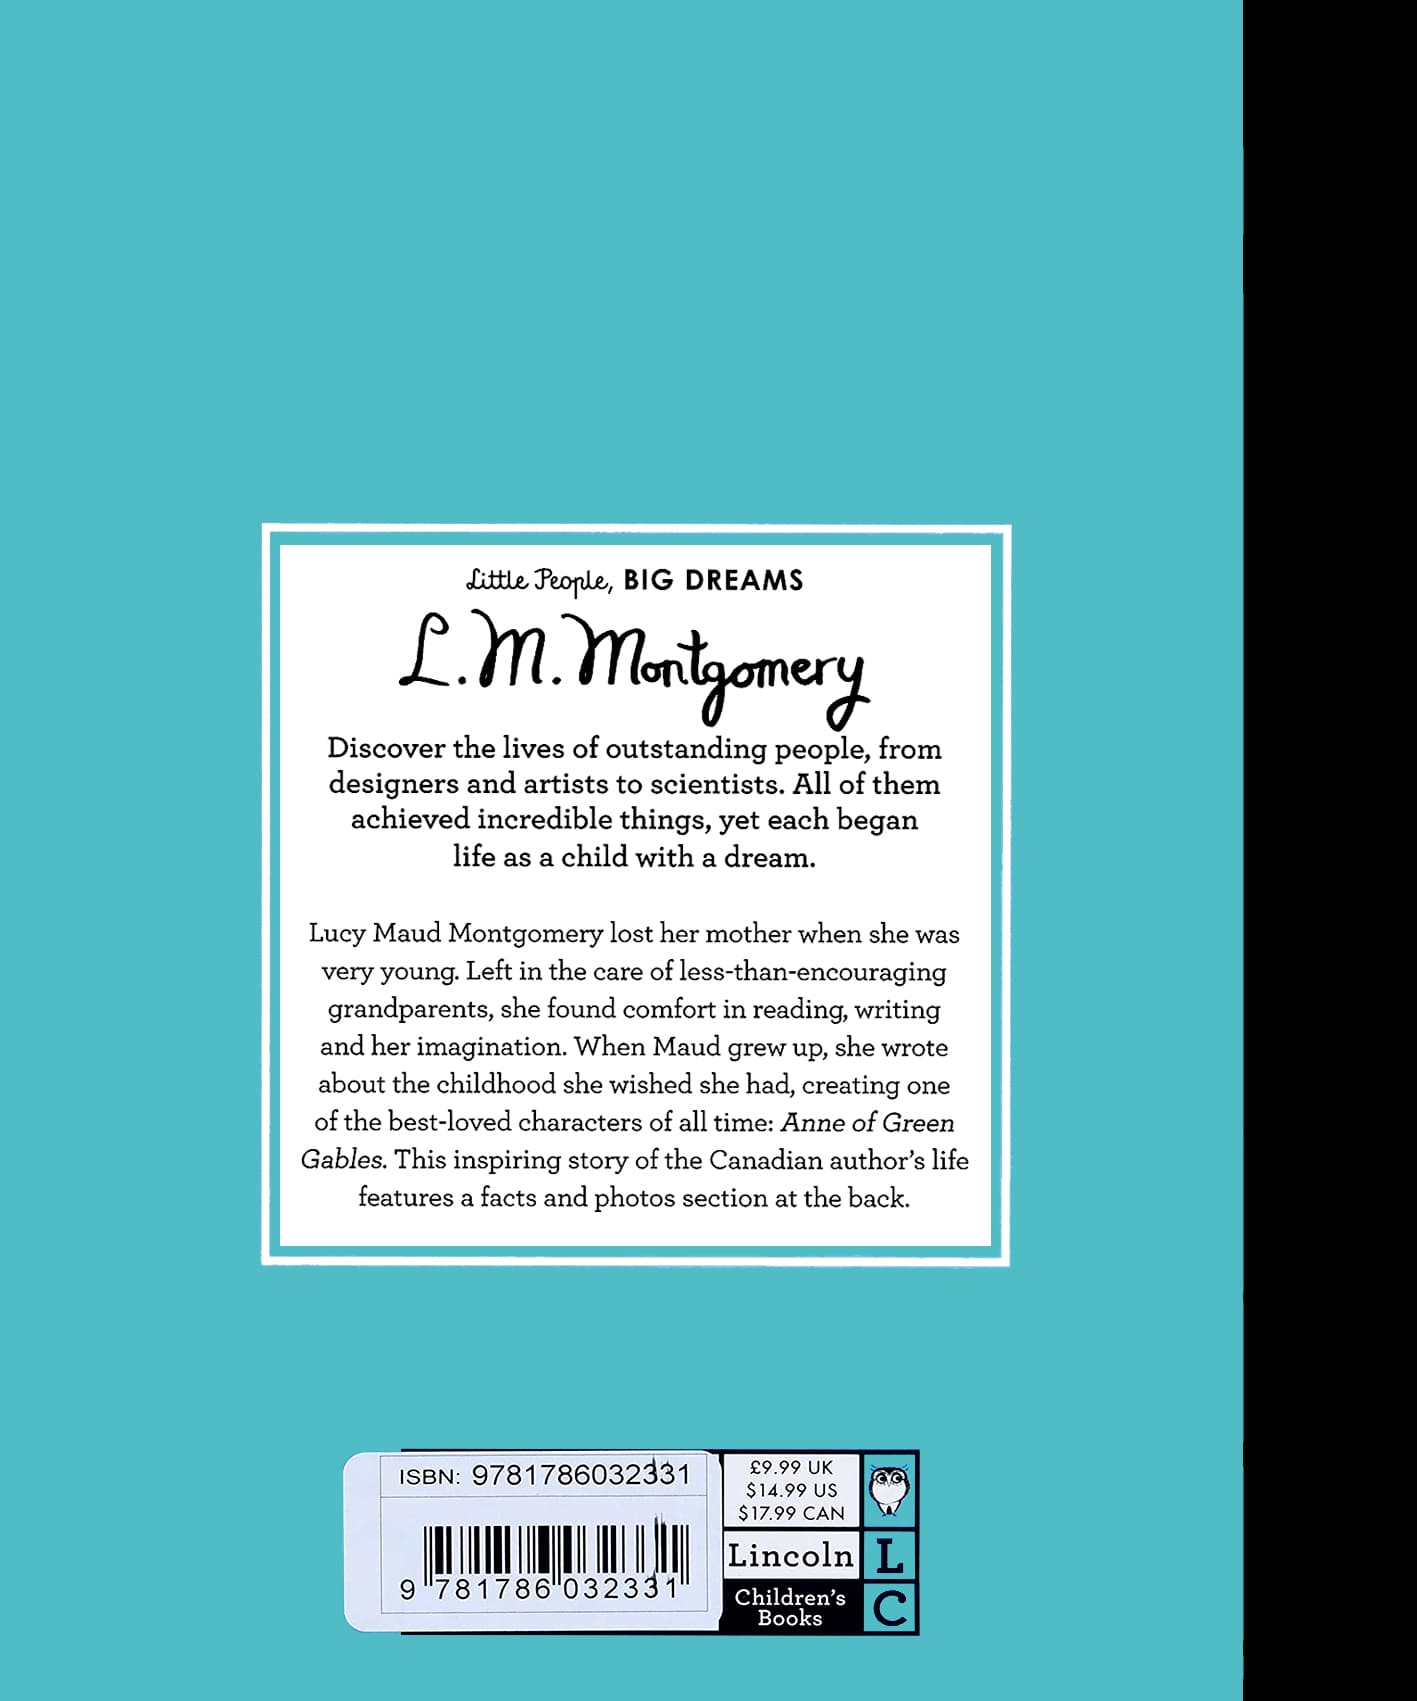 Little People, BIG DREAMS
L.M. Montgomery
Discover the lives of outstanding people, from
designers and artists to scientists. All of them
achieved incredible things, yet each began
life as a child with a dream.
Lucy Maud Montgomery lost her mother when she was
very young. Left in the care of less-than-encouraging
grandparents, she found comfort in reading, writing
and her imagination. When Maud grew up, she wrote
about the childhood she wished she had, creating one
of the best-loved characters of all time: Anne of Green
Gables. This inspiring story of the Canadian author’s life
features a facts and photos section at the back.
ISBN: 9781786032331
9 781786 032331
£9.99 UK
$14.99 US
$17.99 CAN
Lincoln
Children’s
Books
L
C